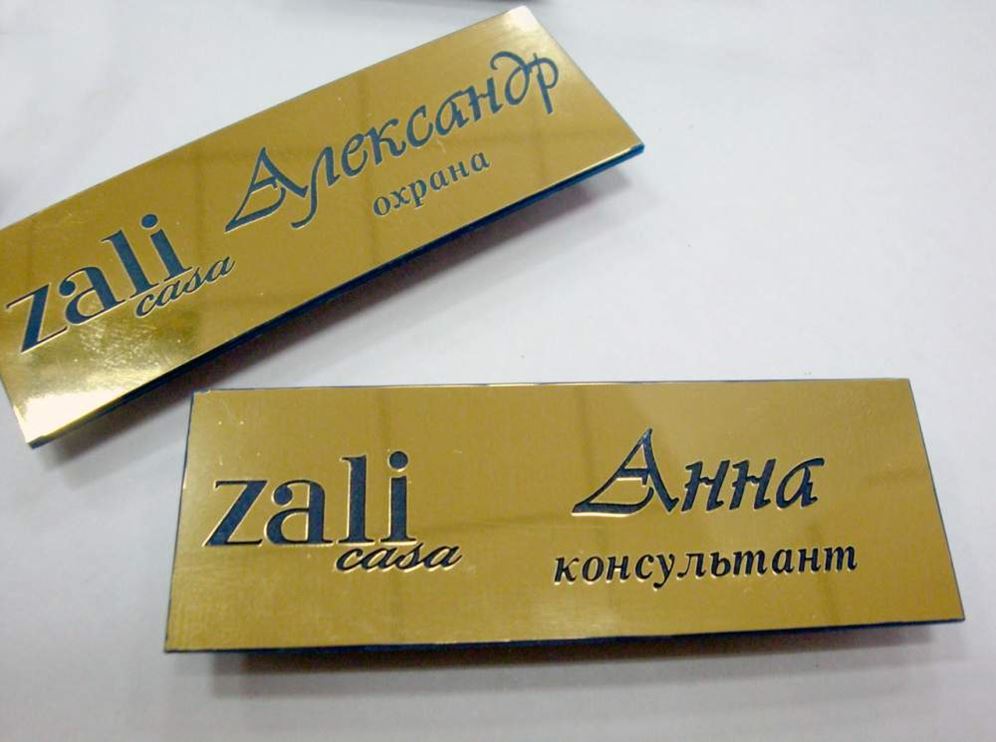 zali
casa
Александр
охрана
zali
casa
Анна
консультант